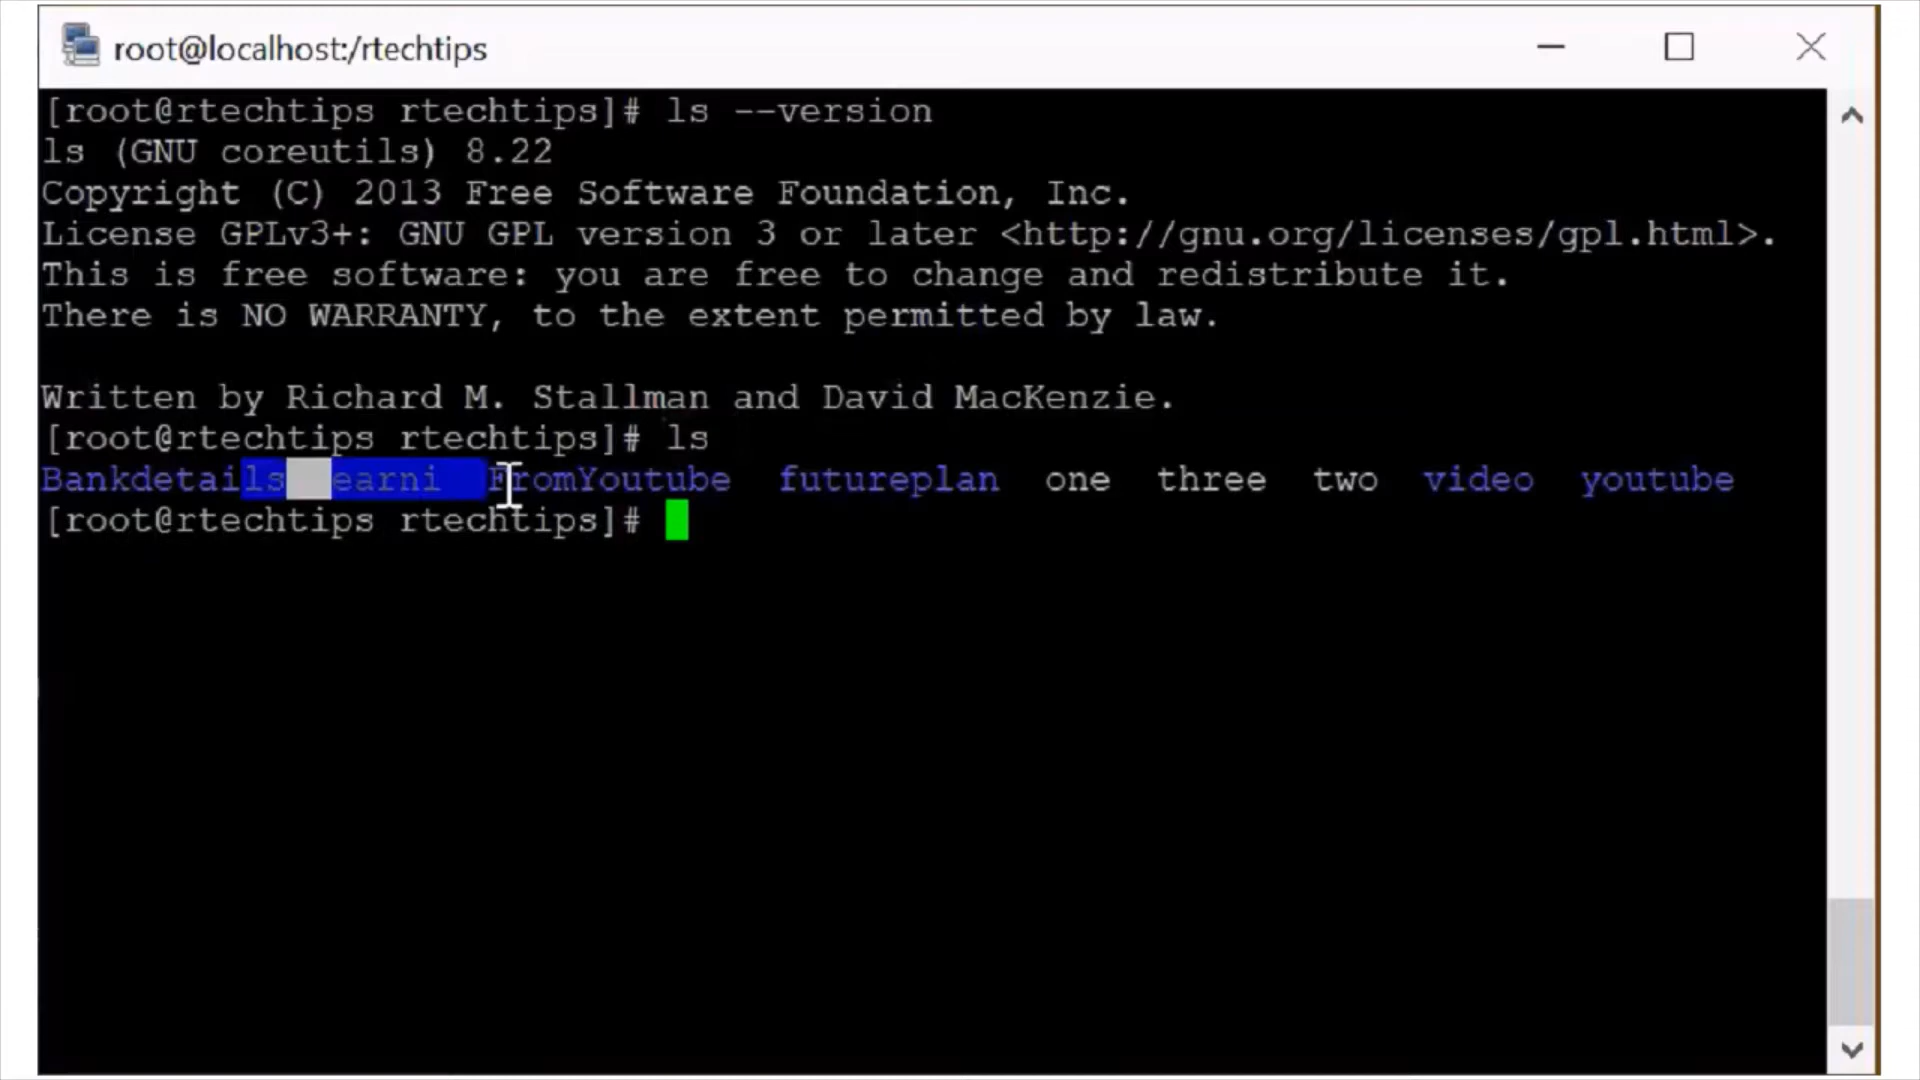 root@localhost:/rtechtips
[root@rtechtips rtechtips]# ls --version
ls (GNU coreutils) 8.22
Copyright (C) 2013 Free Software Foundation, Inc.
License GPLv3+: GNU GPL version 3 or later <http://gnu.org/licenses/gpl.html>.
This is free software: you are free to change and redistribute it.
There is NO WARRANTY, to the extent permitted by law.
Written by Richard M. Stallman and David MacKenzie.
[root@rtechtips rtechtips]# ls
Bankdetails earni FromYoutube futureplan one three two video youtube
[root@rtechtips rtechtips]#